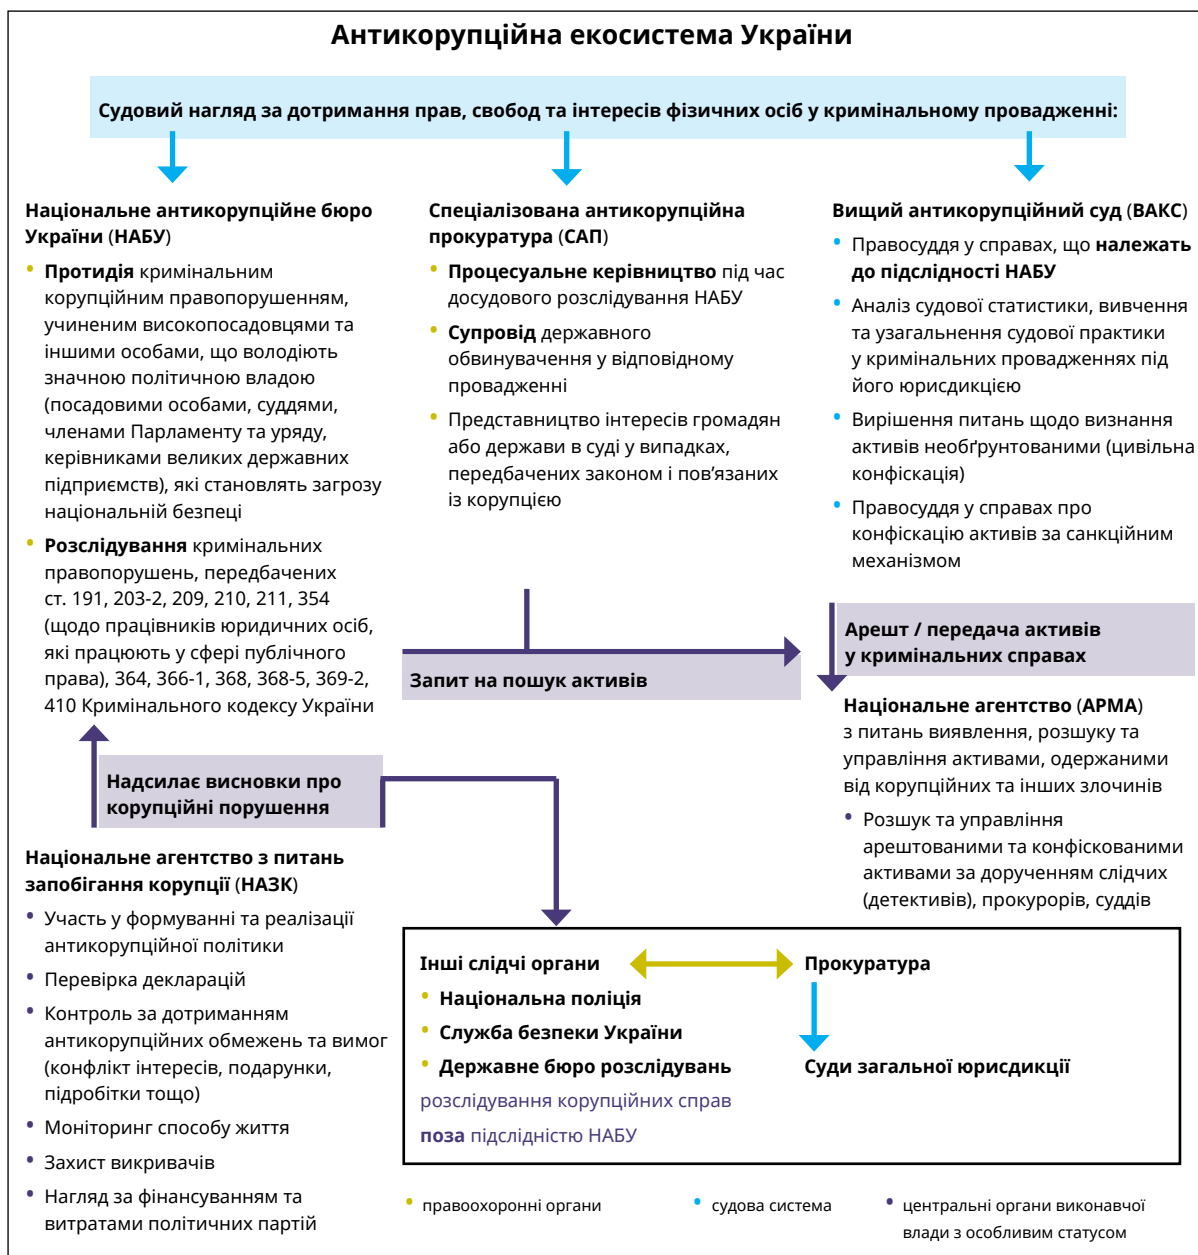 Антикорупційна екосистема України
Судовий нагляд за дотримання прав, свобод та інтересів фізичних осіб у кримінальному провадженні:
Національне антикорупційне бюро
України (НАБУ)
• Протидія кримінальним
корупційним правопорушенням,
учиненим високопосадовцями та
іншими особами, що володіють
значною політичною владою
(посадовими особами, суддями,
членами Парламенту та уряду,
керівниками великих державних
підприємств), які становлять загрозу
національній безпеці
• Розслідування кримінальних
правопорушень, передбачених
ст. 191, 203-2, 209, 210, 211, 354
(щодо працівників юридичних осіб,
які працюють у сфері публічного
права), 364, 366-1, 368, 368-5, 369-2,
410 Кримінального кодексу України
Спеціалізована антикорупційна
прокуратура (САП)
• Процесуальне керівництво під час
досудового розслідування НАБУ
• Супровід державного
обвинувачення у відповідному
провадженні
• Представництво інтересів громадян
або держави в суді у випадках,
передбачених законом і пов’язаних
із корупцією
Вищий антикорупційний суд (ВАКС)
• Правосуддя у справах, що належать
до підслідності НАБУ
• Аналіз судової статистики, вивчення
та узагальнення судової практики
у кримінальних провадженнях під
його юрисдикцією
• Вирішення питань щодо визнання
активів необґрунтованими (цивільна
конфіскація)
• Правосуддя у справах про
конфіскацію активів за санкційним
механізмом
Запит на пошук активів
Арешт / передача активів
у кримінальних справах
Національне агентство (АРМА)
з питань виявлення, розшуку та
управління активами, одержаними
від корупційних та інших злочинів
• Розшук та управління
арештованими та конфіскованими
активами за дорученням слідчих
(детективів), прокурорів, суддів
Надсилає висновки про
корупційні порушення
Національне агентство з питань
запобігання корупції (НАЗК)
• Участь у формуванні та реалізації
антикорупційної політики
• Перевірка декларацій
• Контроль за дотриманням
антикорупційних обмежень та вимог
(конфлікт інтересів, подарунки,
підробітки тощо)
• Моніторинг способу життя
• Захист викривачів
• Нагляд за фінансуванням та
витратами політичних партій
Інші слідчі органи
• Національна поліція
• Служба безпеки України
• Державне бюро розслідувань
розслідування корупційних справ
поза підслідністю НАБУ
Прокуратура
Суди загальної юрисдикції
• правоохоронні органи
• судова система
• центральні органи виконавчої
влади з особливим статусом